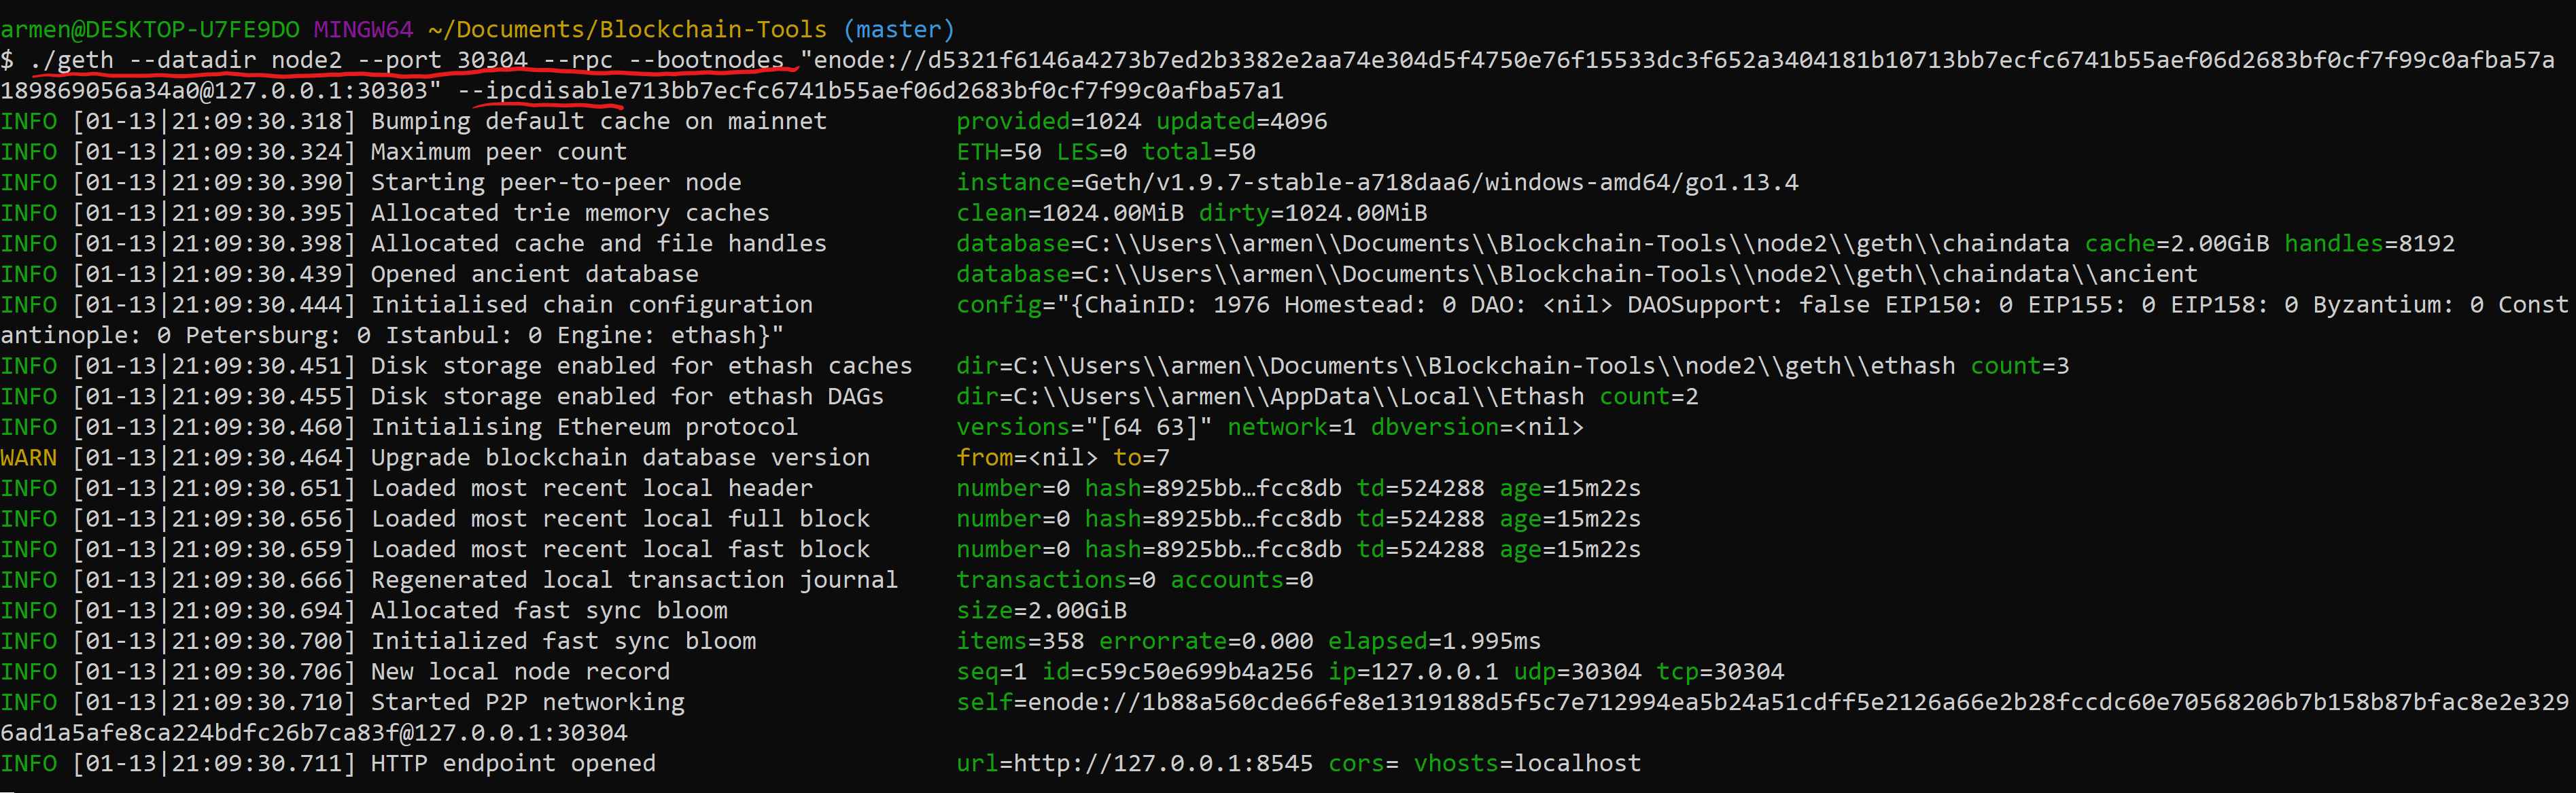 armen@DESKTOP-U7FE9DO MINGW64 ~/Documents/Blockchain-Tools (master)
$ ./geth --datadir node2 --port 30304 --rpc --bootnodes "enode://d5321f6146a4273b7ed2b3382e2aa74e304d5f4750e76f15533dc3f652a3404181b10713bb7ecfc6741b55aef06d2683bf0cf7f99c0afba57a
189869056a34a0@127.0.0.1:30303" --ipcdisable713bb7ecfc6741b55aef06d2683bf0cf7f99c0afba57a1
INFO [01-13|21:09:30.318] Bumping default cache on mainnet         provided=1024 updated=4096
INFO [01-13|21:09:30.324] Maximum peer count                       ETH=50 LES=0 total=50
INFO [01-13|21:09:30.390] Starting peer-to-peer node               instance=Geth/v1.9.7-stable-a718daa6/windows-amd64/go1.13.4
INFO [01-13|21:09:30.395] Allocated trie memory caches             clean=1024.00MiB dirty=1024.00MiB
INFO [01-13|21:09:30.398] Allocated cache and file handles         database=C:\\Users\\armen\\Documents\\Blockchain-Tools\\node2\\geth\\chaindata cache=2.00GiB handles=8192
INFO [01-13|21:09:30.439] Opened ancient database                  database=C:\\Users\\armen\\Documents\\Blockchain-Tools\\node2\\geth\\chaindata\\ancient
INFO [01-13|21:09:30.444] Initialised chain configuration          config="{ChainID: 1976 Homestead: 0 DAO: <nil> DAOSupport: false EIP150: 0 EIP155: 0 EIP158: 0 Byzantium: 0 Const
antinople: 0 Petersburg: 0 Istanbul: 0 Engine: ethash}"
INFO [01-13|21:09:30.451] Disk storage enabled for ethash caches   dir=C:\\Users\\armen\\Documents\\Blockchain-Tools\\node2\\geth\\ethash count=3
INFO [01-13|21:09:30.455] Disk storage enabled for ethash DAGs     dir=C:\\Users\\armen\\AppData\\Local\\Ethash count=2
INFO [01-13|21:09:30.460] Initialising Ethereum protocol           versions="[64 63]" network=1 dbversion=<nil>
WARN [01-13|21:09:30.464] Upgrade blockchain database version      from=<nil> to=7
INFO [01-13|21:09:30.651] Loaded most recent local header          number=0 hash=8925bb…fcc8db td=524288 age=15m22s
INFO [01-13|21:09:30.656] Loaded most recent local full block      number=0 hash=8925bb…fcc8db td=524288 age=15m22s
INFO [01-13|21:09:30.659] Loaded most recent local fast block      number=0 hash=8925bb…fcc8db td=524288 age=15m22s
INFO [01-13|21:09:30.666] Regenerated local transaction journal    transactions=0 accounts=0
INFO [01-13|21:09:30.694] Allocated fast sync bloom                size=2.00GiB
INFO [01-13|21:09:30.700] Initialized fast sync bloom              items=358 errorrate=0.000 elapsed=1.995ms
INFO [01-13|21:09:30.706] New local node record                    seq=1 id=c59c50e699b4a256 ip=127.0.0.1 udp=30304 tcp=30304
INFO [01-13|21:09:30.710] Started P2P networking                   self=enode://1b88a560cde66fe8e1319188d5f5c7e712994ea5b24a51cdff5e2126a66e2b28fccdc60e70568206b7b158b87bfac8e2e329
6ad1a5afe8ca224bdfc26b7ca83f@127.0.0.1:30304
INFO [01-13|21:09:30.711] HTTP endpoint opened                     url=http://127.0.0.1:8545 cors= vhosts=localhost